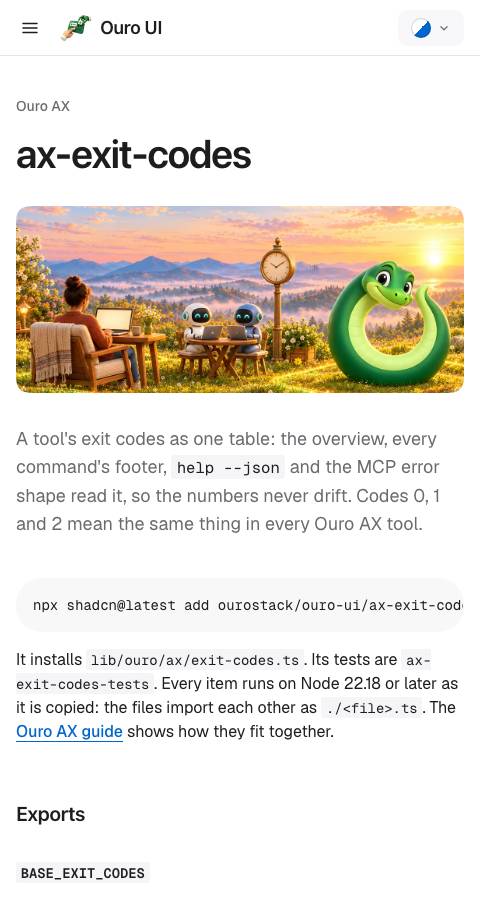 Ouro UI
Ouro AX
ax-exit-codes
A tool's exit codes as one table: the overview, every
command's footer, help --json and the MCP error
shape read it, so the numbers never drift. Codes 0, 1
and 2 mean the same thing in every Ouro AX tool.
npx shadcn@latest add ourostack/ouro-ui/ax-exit-cod
It installs lib/ouro/ax/exit-codes.ts. Its tests are ax-
exit-codes-tests. Every item runs on Node 22.18 or later as
it is copied: the files import each other as ./<file>.ts. The
Ouro AX guide shows how they fit together.
Exports
BASE_EXIT_CODES